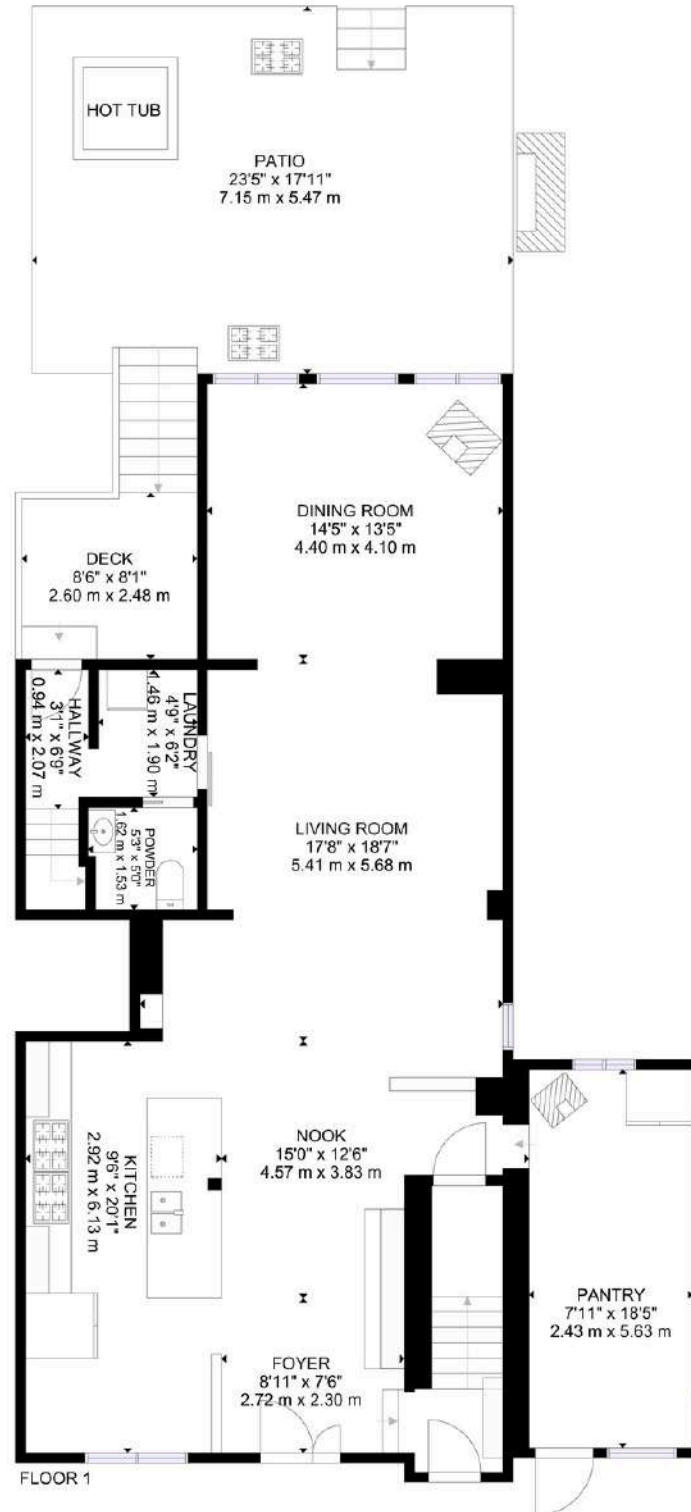 HOT TUB
PATIO
23'5" x 17'11"
7.15 m x 5.47 m
DINING ROOM
14'5" x 13'5"
4.40 m x 4.10 m
DECK
8'6" x 8'1"
2.60 m x 2.48 m
HALLWAY
3'1" x 6'9"
0.94 m x 2.07 m
LAUNDRY
4'9" x 6'2"
1.46 m x 1.90 m
POWDER
5'3" x 5'0"
1.62 m x 1.53 m
LIVING ROOM
17'8" x 18'7"
5.41 m x 5.68 m
KITCHEN
9'6" x 20'1"
2.92 m x 6.13 m
NOOK
15'0" x 12'6"
4.57 m x 3.83 m
PANTRY
7'11" x 18'5"
2.43 m x 5.63 m
FOYER
8'11" x 7'6"
2.72 m x 2.30 m
FLOOR 1